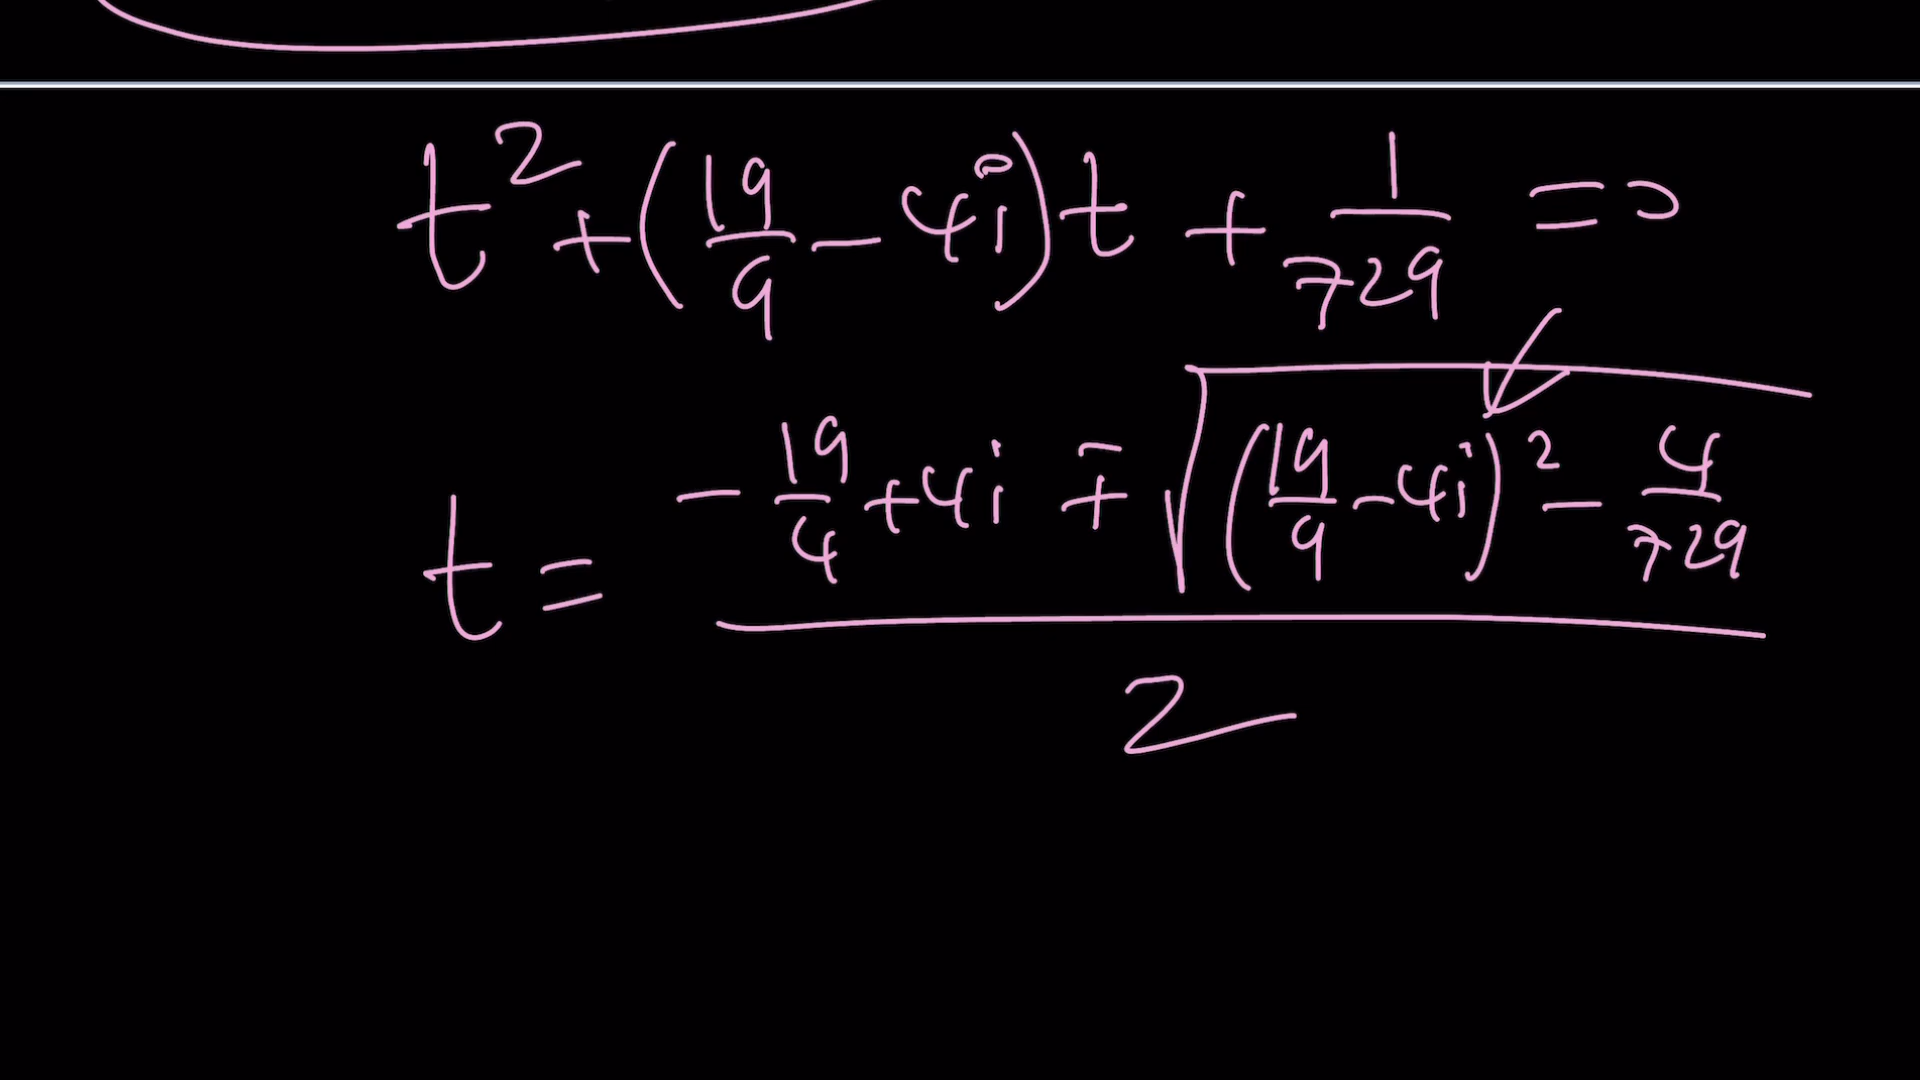 t² + (19/9 - 4i)t + 1/729 = 0
t = (-19/4 + 4i ∓ √((19/9 - 4i)² - 4/729)) / 2